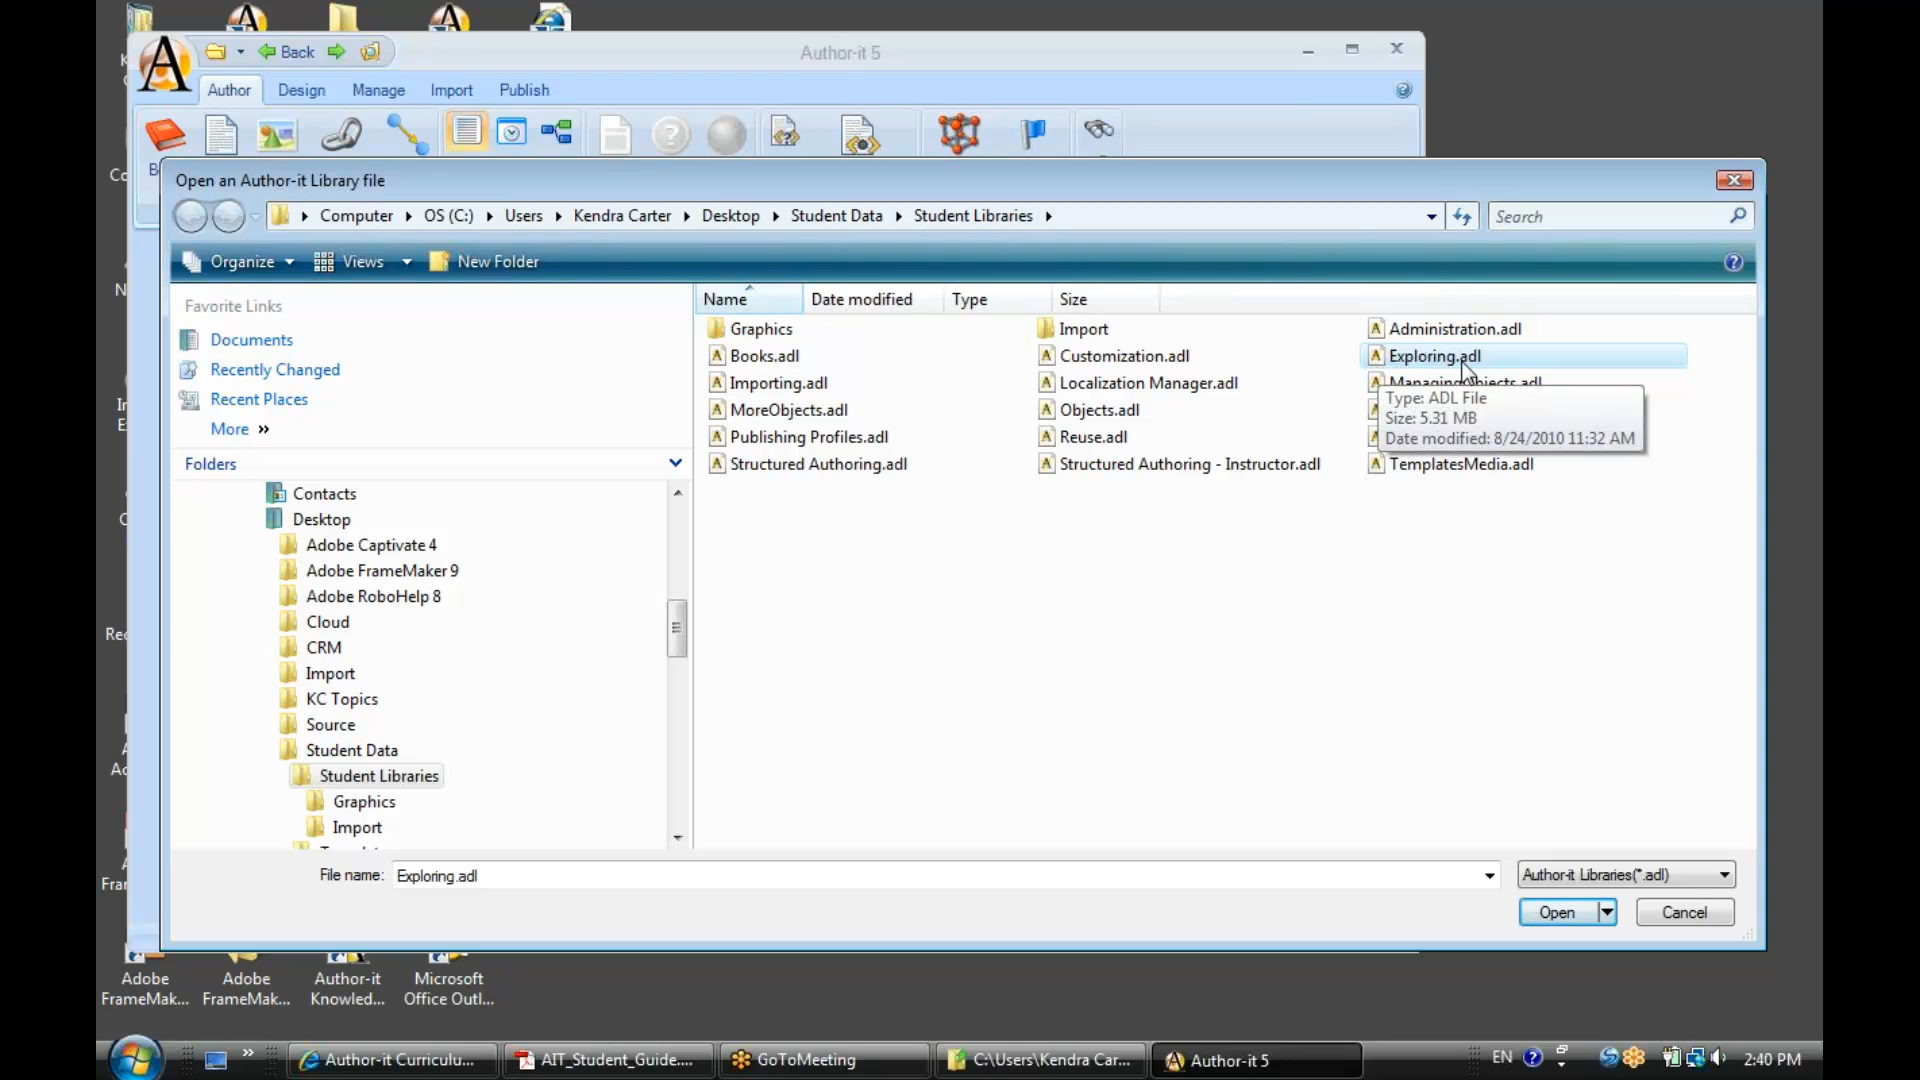 Back
Author-it 5
Author Design Manage Import Publish
Open an Author-it Library file
Computer OS (C:) Users Kendra Carter Desktop Student Data Student Libraries
Search
Organize Views New Folder
Favorite Links
Documents
Recently Changed
Recent Places
More »
Folders
Contacts
Desktop
Adobe Captivate 4
Adobe FrameMaker 9
Adobe RoboHelp 8
Cloud
CRM
Import
KC Topics
Source
Student Data
Student Libraries
Graphics
Import
Name Date modified Type Size
Graphics Import Administration.adl
Books.adl Customization.adl Exploring.adl
Importing.adl Localization Manager.adl
MoreObjects.adl Objects.adl
Publishing Profiles.adl Reuse.adl
Structured Authoring.adl Structured Authoring - Instructor.adl TemplatesMedia.adl
Type: ADL File
Size: 5.31 MB
Date modified: 8/24/2010 11:32 AM
File name: Exploring.adl Author-it Libraries(*.adl)
Open Cancel
Adobe FrameMak...
Adobe FrameMak...
Author-it Knowled...
Microsoft Office Outl...
Author-it Curriculu... AIT_Student_Guide.... GoToMeeting C:\Users\Kendra Car... Author-it 5
EN 2:40 PM